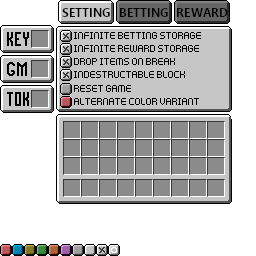 SETTING BETTING REWARD
KEY
GM
TOK
INFINITE BETTING STORAGE
INFINITE REWARD STORAGE
DROP ITEMS ON BREAK
INDESTRUCTABLE BLOCK
RESET GAME
ALTERNATE COLOR VARIANT